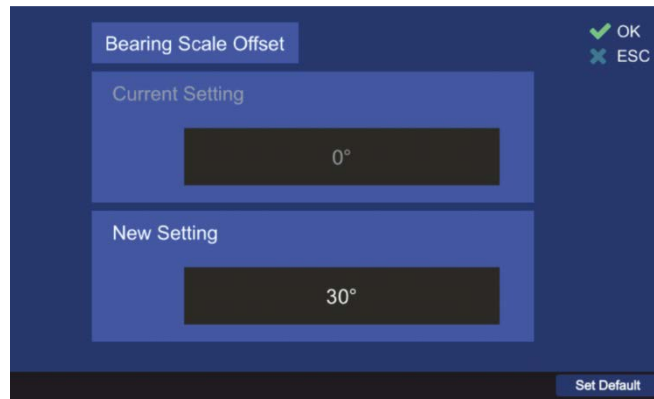 Bearing Scale Offset
OK
ESC
Current Setting
0°
New Setting
30°
Set Default